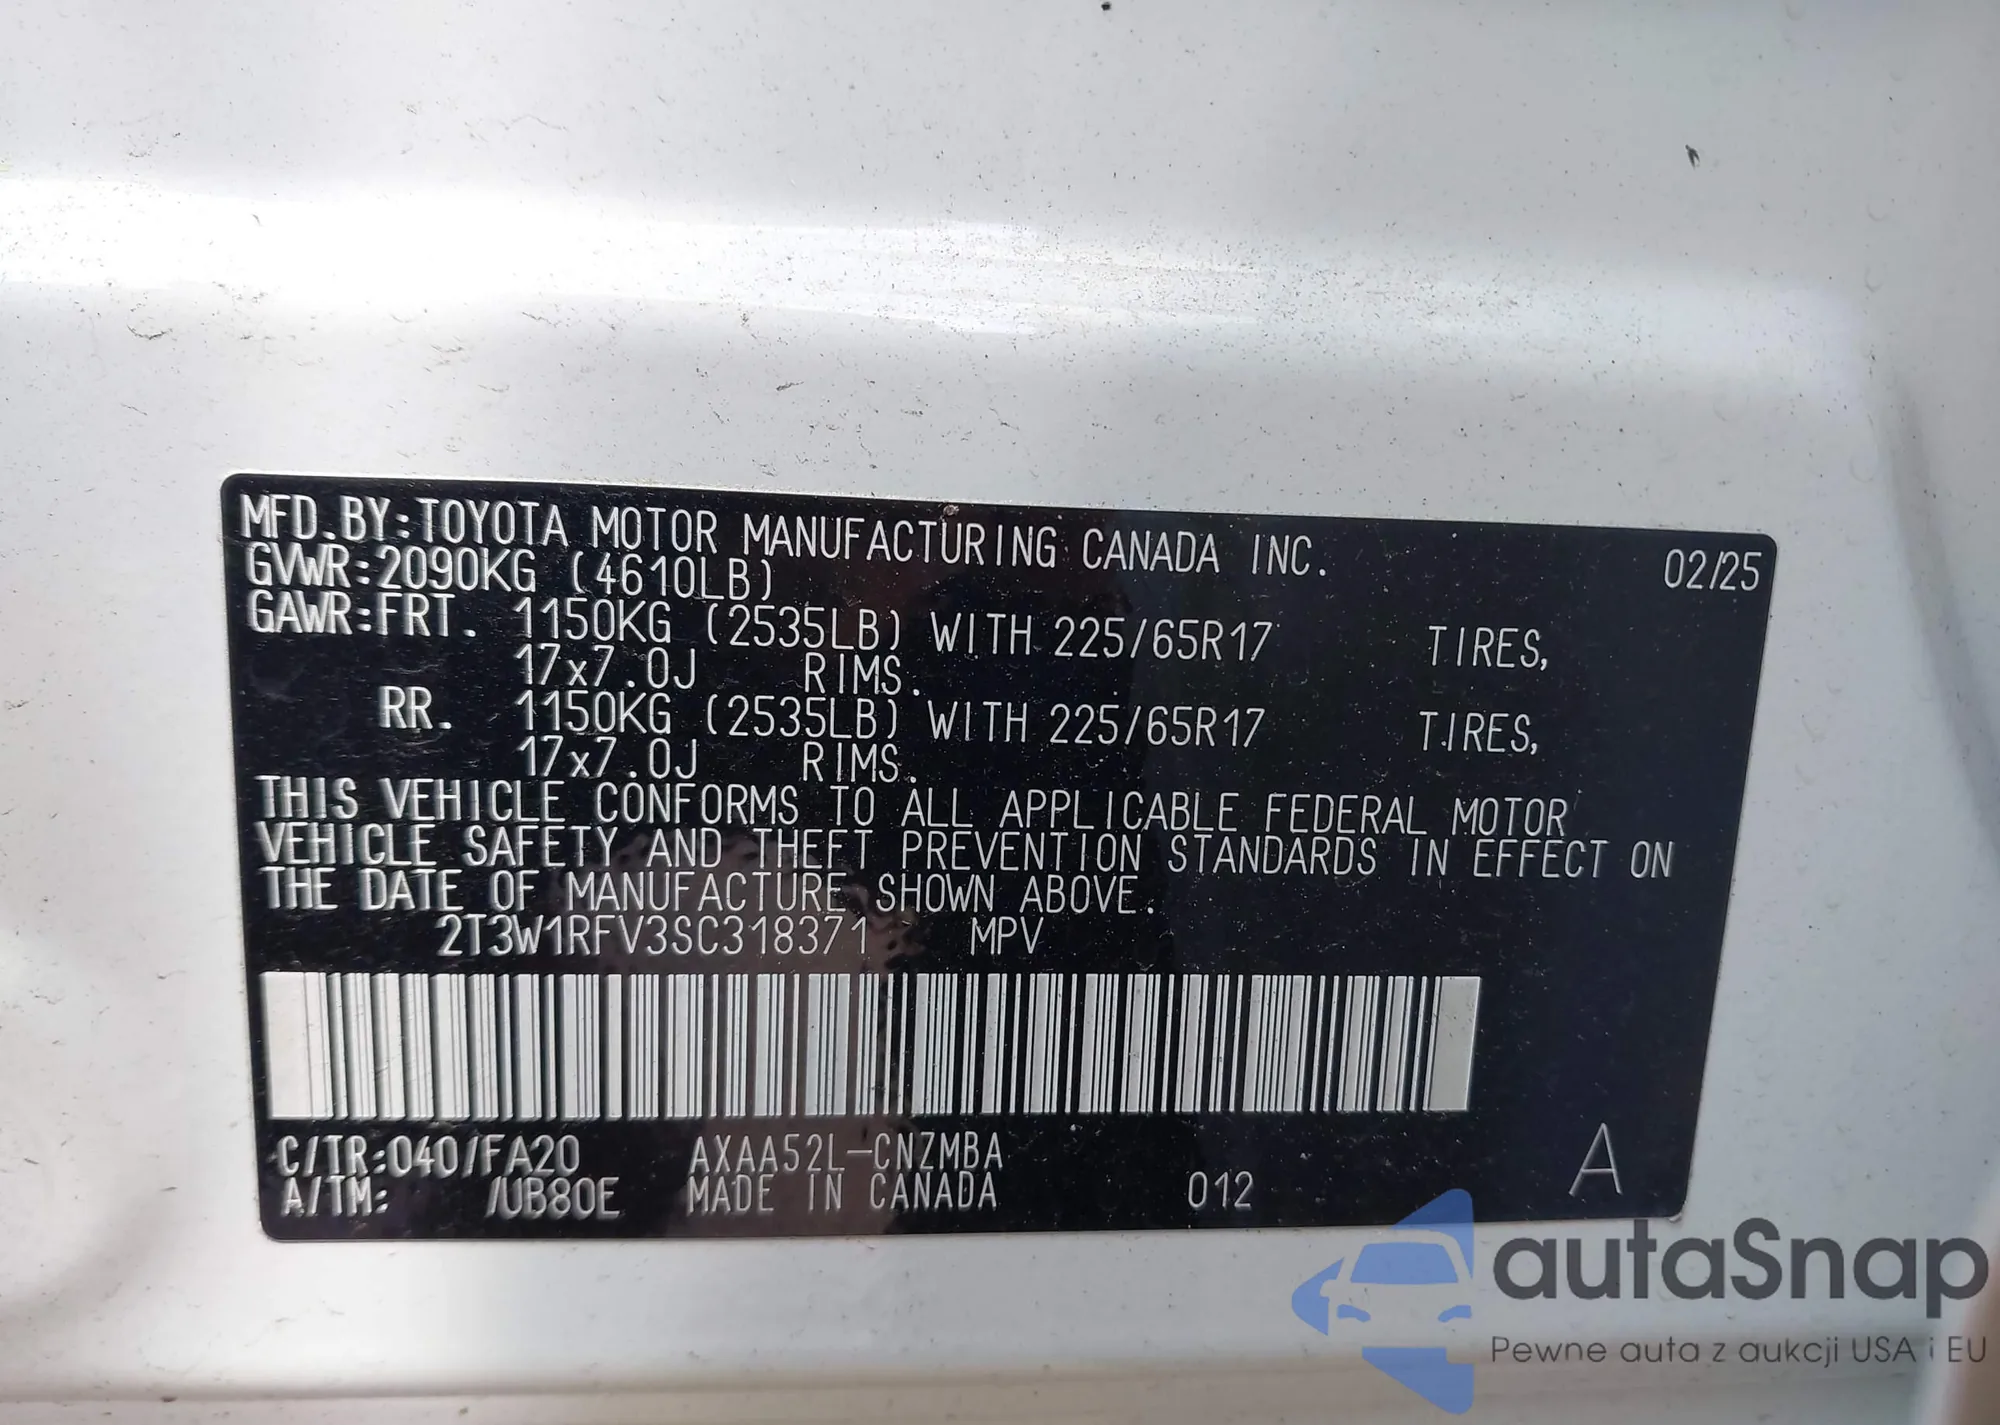 MFD.BY:TOYOTA MOTOR MANUFACTURING CANADA INC. 02/25
GVWR:2090KG (4610LB)
GAWR:FRT. 1150KG (2535LB) WITH 225/65R17 TIRES,
17x7.0J RIMS.
RR. 1150KG (2535LB) WITH 225/65R17 TIRES,
17x7.0J RIMS.
THIS VEHICLE CONFORMS TO ALL APPLICABLE FEDERAL MOTOR
VEHICLE SAFETY AND THEFT PREVENTION STANDARDS IN EFFECT ON
THE DATE OF MANUFACTURE SHOWN ABOVE.
2T3W1RFV3SC318371 MPV
C/TR:040/FA20 AXAA52L-CNZMBA
A/TM: /UB80E MADE IN CANADA 012 A
autaSnap
Pewne auta z aukcji USA i EU